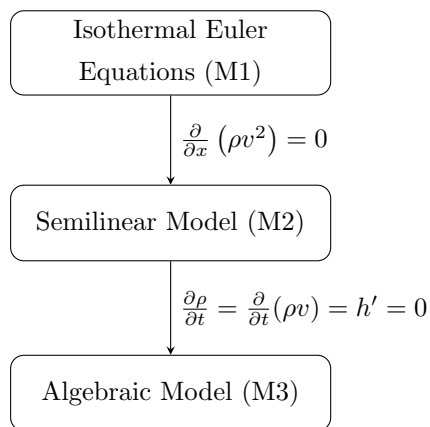 Isothermal Euler
Equations (M1)
∂/∂x (ρv²) = 0
Semilinear Model (M2)
∂ρ/∂t = ∂/∂t(ρv) = h′ = 0
Algebraic Model (M3)